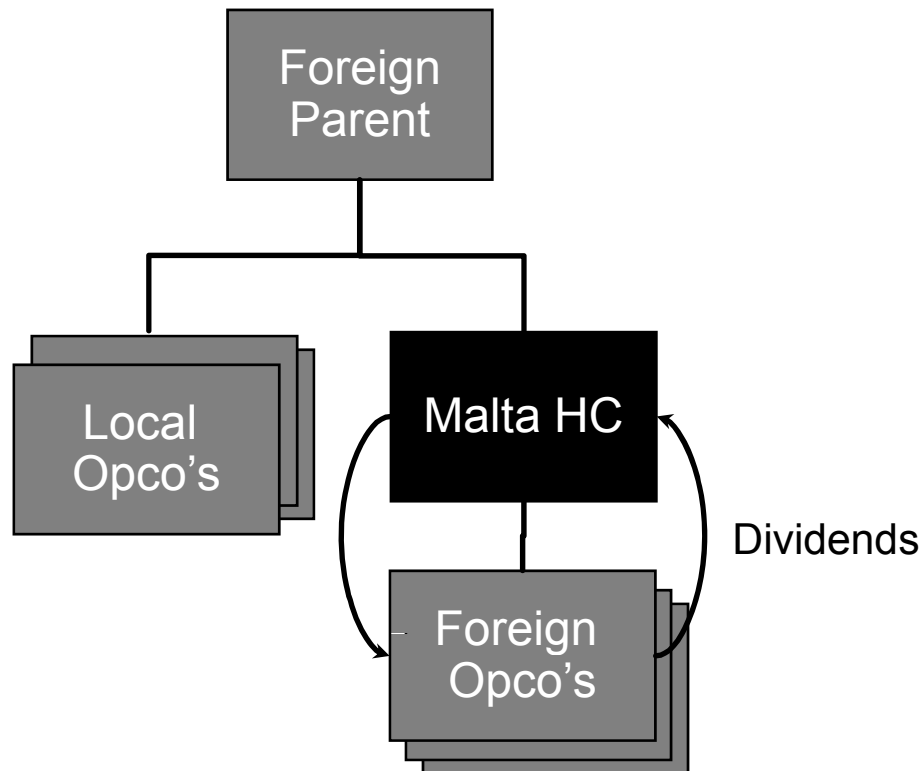 Foreign
Parent
Local
Opco’s
Malta HC
Dividends
Foreign
Opco’s